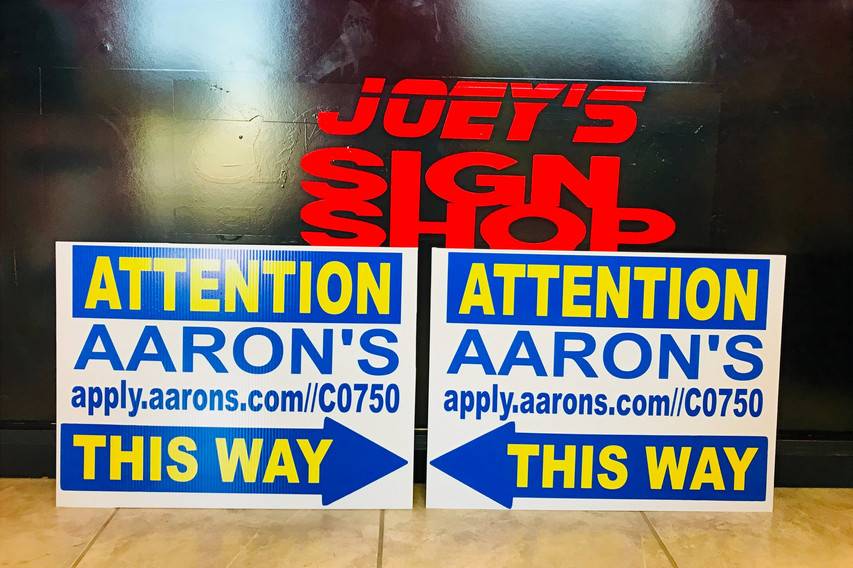 JOEY'S
SIGN
SHOP
ATTENTION
AARON'S
apply.aarons.com//C0750
THIS WAY
ATTENTION
AARON'S
apply.aarons.com//C0750
THIS WAY